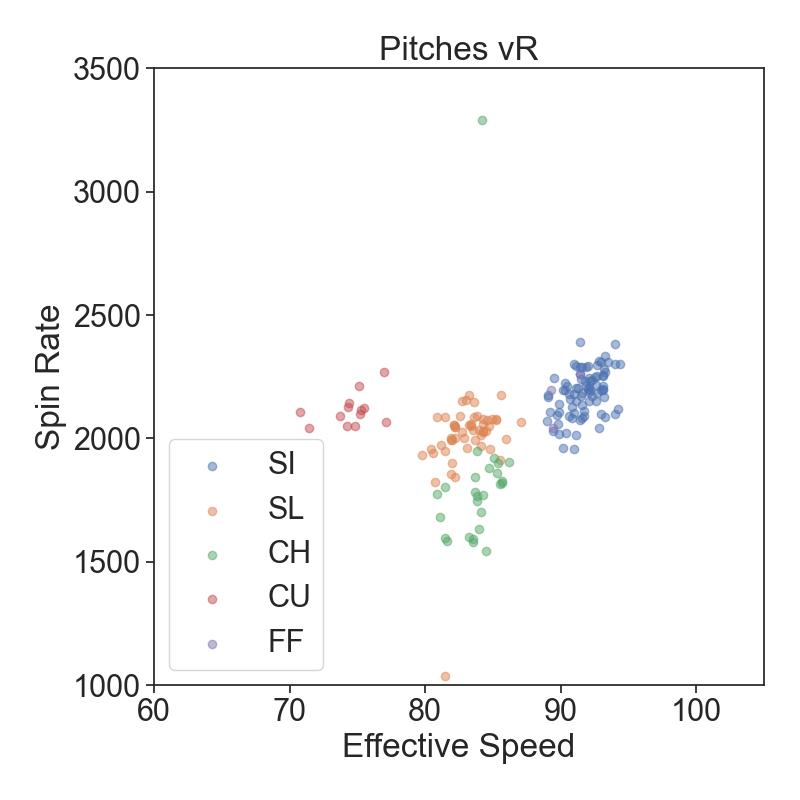 Pitches vR
3500
3000
2500
2000
1500
1000
Spin Rate
SI
SL
CH
CU
FF
60 70 80 90 100
Effective Speed